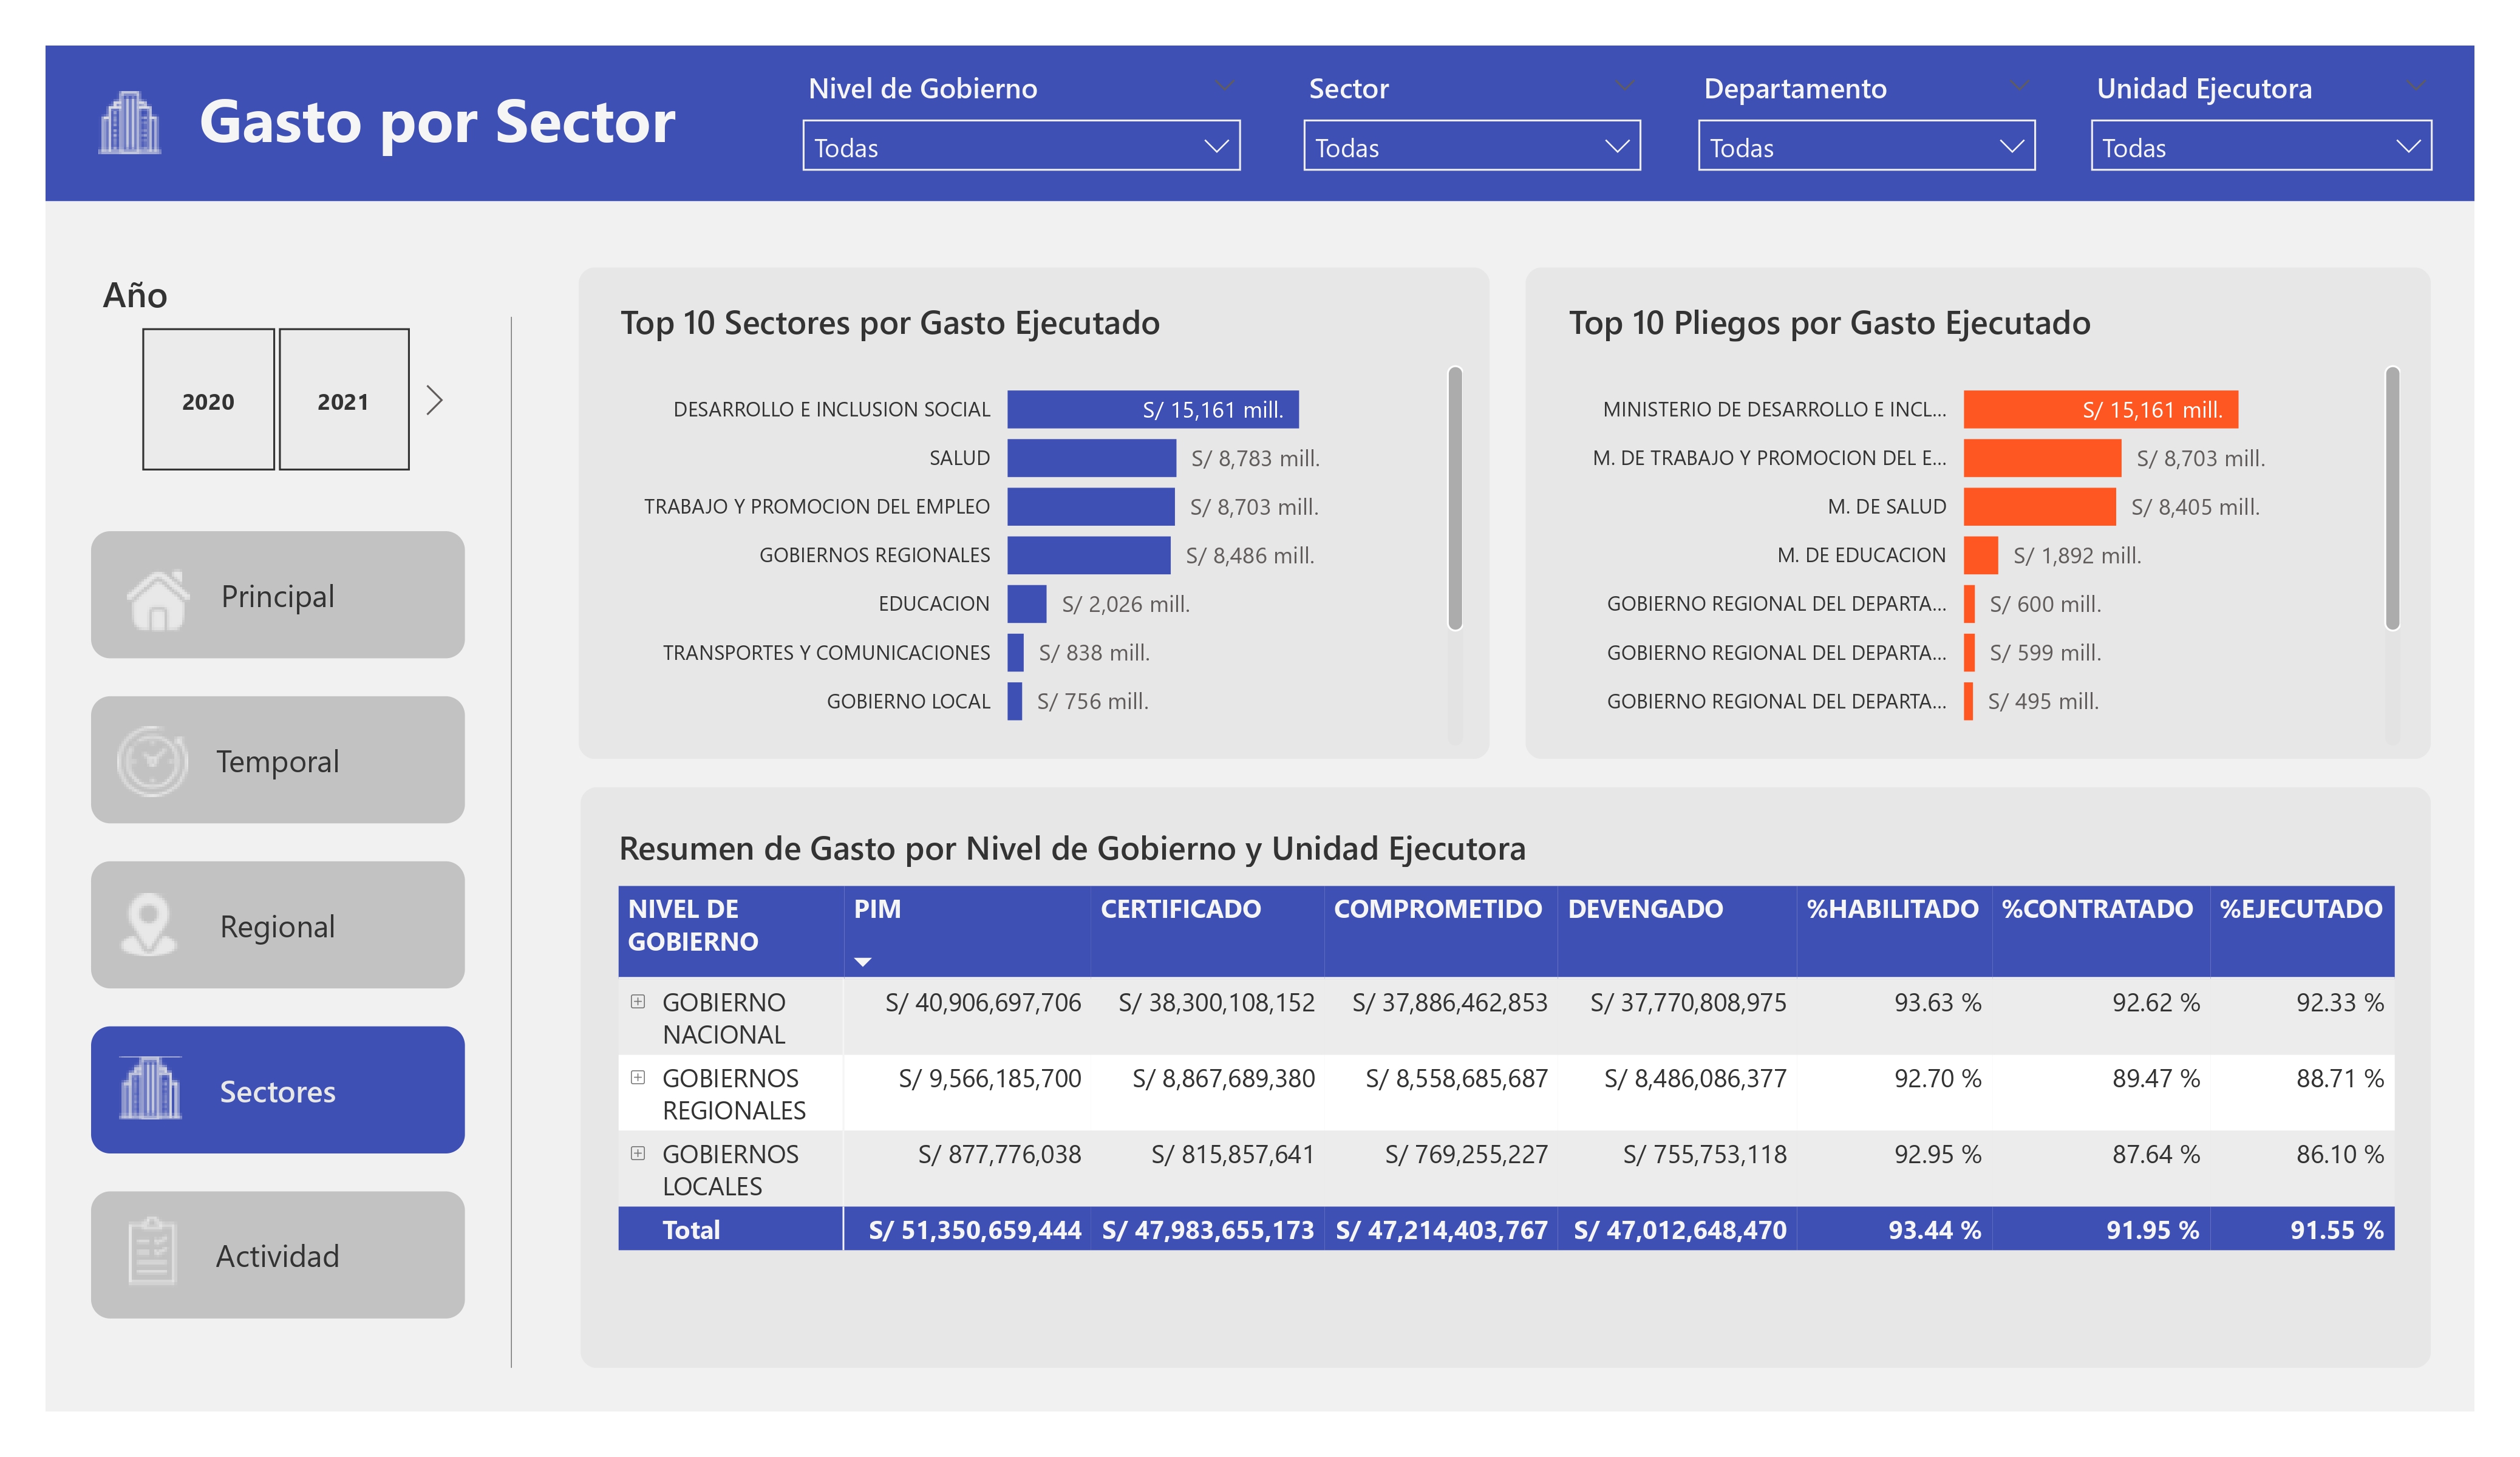 Gasto por Sector
Nivel de Gobierno
Todas
Sector
Todas
Departamento
Todas
Unidad Ejecutora
Todas
Año
2020
2021
Principal
Temporal
Regional
Sectores
Actividad
Top 10 Sectores por Gasto Ejecutado
DESARROLLO E INCLUSION SOCIAL S/ 15,161 mill.
SALUD S/ 8,783 mill.
TRABAJO Y PROMOCION DEL EMPLEO S/ 8,703 mill.
GOBIERNOS REGIONALES S/ 8,486 mill.
EDUCACION S/ 2,026 mill.
TRANSPORTES Y COMUNICACIONES S/ 838 mill.
GOBIERNO LOCAL S/ 756 mill.
Top 10 Pliegos por Gasto Ejecutado
MINISTERIO DE DESARROLLO E INCL... S/ 15,161 mill.
M. DE TRABAJO Y PROMOCION DEL E... S/ 8,703 mill.
M. DE SALUD S/ 8,405 mill.
M. DE EDUCACION S/ 1,892 mill.
GOBIERNO REGIONAL DEL DEPARTA... S/ 600 mill.
GOBIERNO REGIONAL DEL DEPARTA... S/ 599 mill.
GOBIERNO REGIONAL DEL DEPARTA... S/ 495 mill.
Resumen de Gasto por Nivel de Gobierno y Unidad Ejecutora
NIVEL DE GOBIERNO PIM CERTIFICADO COMPROMETIDO DEVENGADO %HABILITADO %CONTRATADO %EJECUTADO
GOBIERNO NACIONAL S/ 40,906,697,706 S/ 38,300,108,152 S/ 37,886,462,853 S/ 37,770,808,975 93.63 % 92.62 % 92.33 %
GOBIERNOS REGIONALES S/ 9,566,185,700 S/ 8,867,689,380 S/ 8,558,685,687 S/ 8,486,086,377 92.70 % 89.47 % 88.71 %
GOBIERNOS LOCALES S/ 877,776,038 S/ 815,857,641 S/ 769,255,227 S/ 755,753,118 92.95 % 87.64 % 86.10 %
Total S/ 51,350,659,444 S/ 47,983,655,173 S/ 47,214,403,767 S/ 47,012,648,470 93.44 % 91.95 % 91.55 %